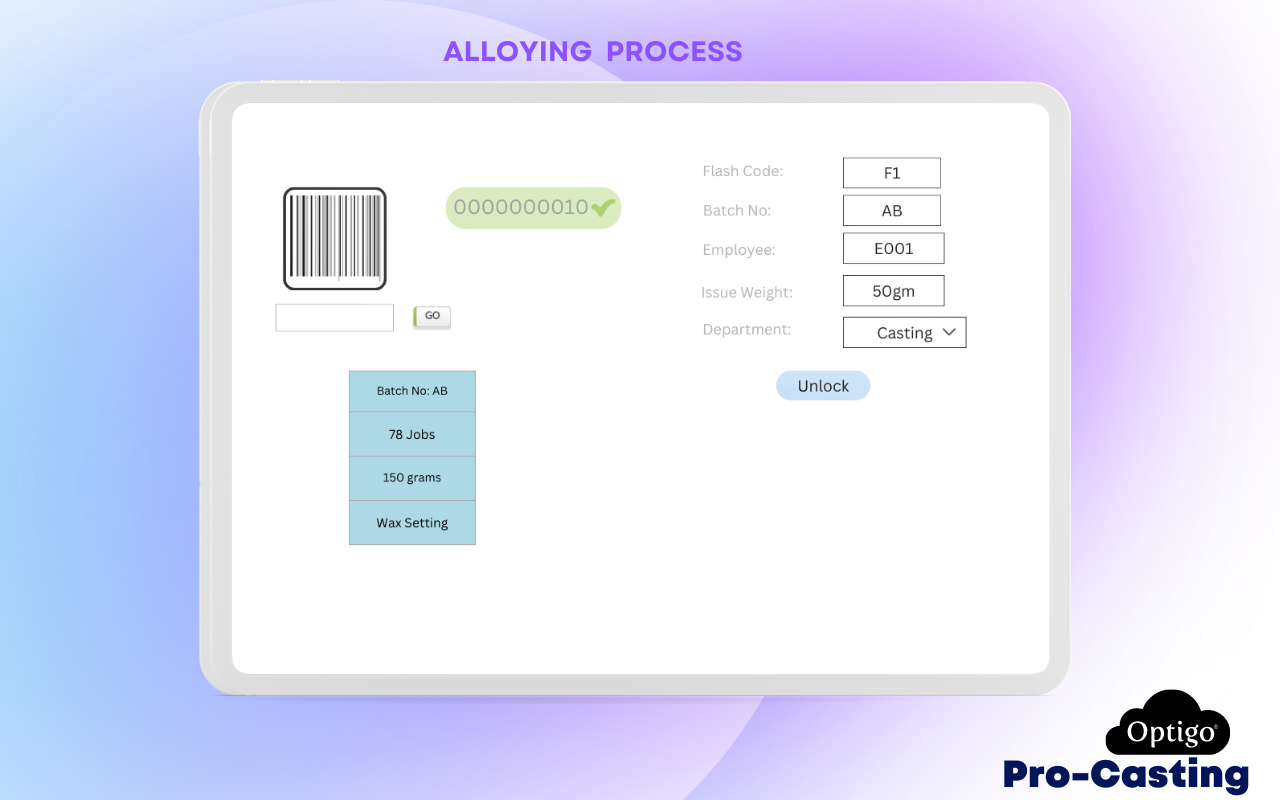 ALLOYING PROCESS
0000000010
GO
Batch No: AB
78 Jobs
150 grams
Wax Setting
Flash Code: F1
Batch No: AB
Employee: E001
Issue Weight: 50gm
Department: Casting
Unlock
Optigo®
Pro-Casting